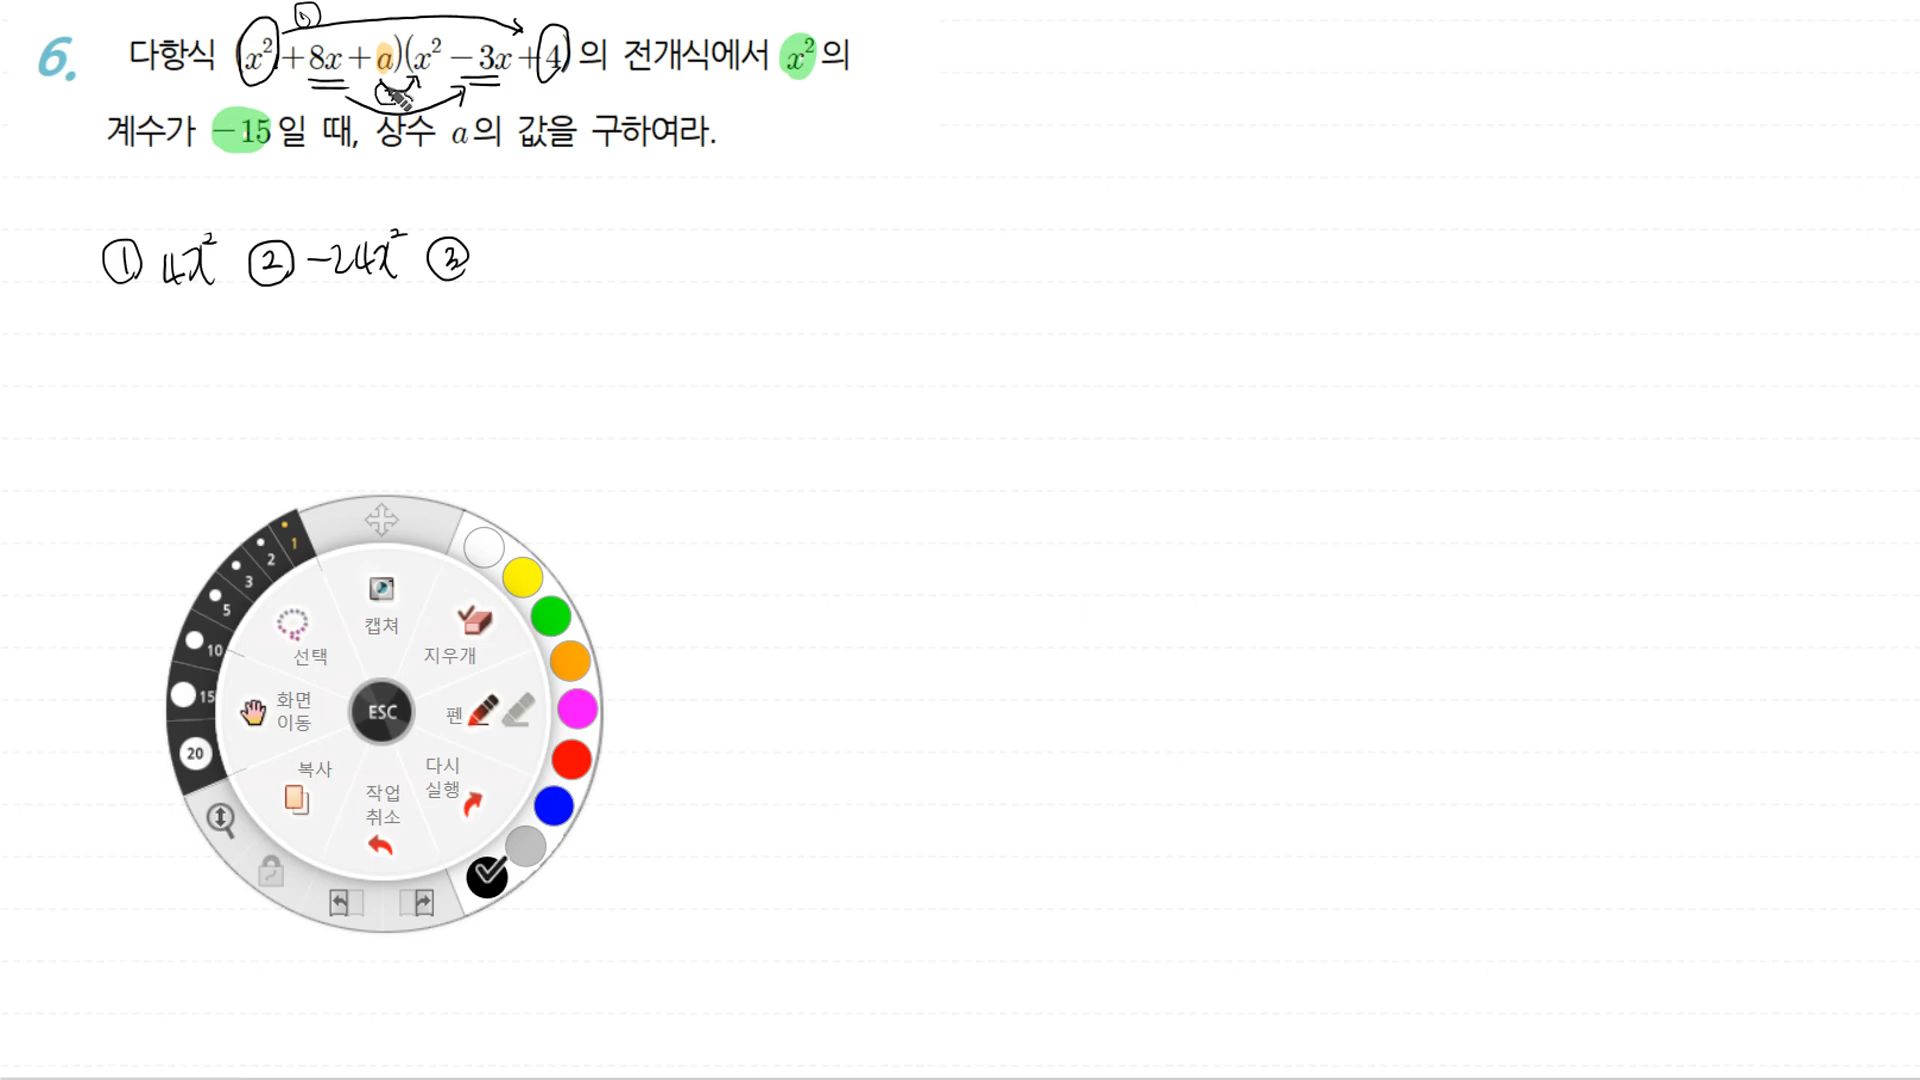 ①
6. 다항식 (x²+8x+a)(x²−3x+4)의 전개식에서 x²의
계수가 −15일 때, 상수 a의 값을 구하여라.
① 4x² ② −24x² ③
1
2
3
5
10
15
20
캡쳐
선택
지우개
화면
이동
ESC
펜
복사
다시
실행
작업
취소